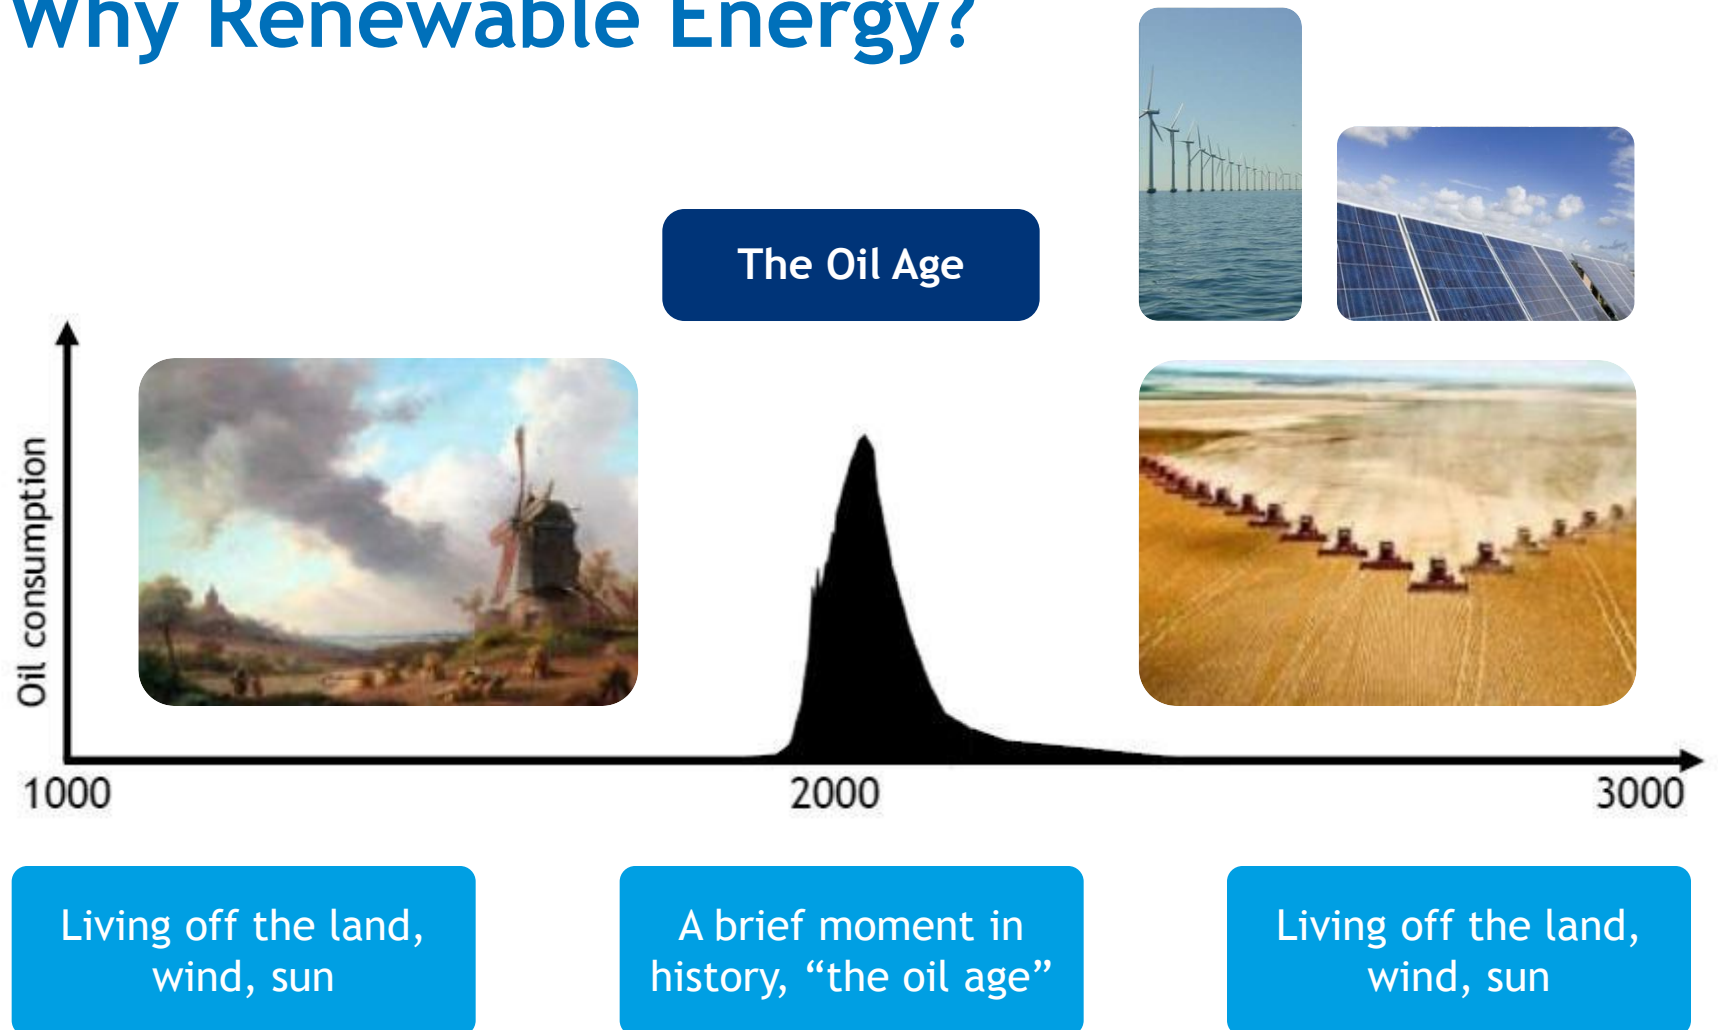 Why Renewable Energy?
The Oil Age
Oil consumption
1000
2000
3000
Living off the land,
wind, sun
A brief moment in
history, “the oil age”
Living off the land,
wind, sun